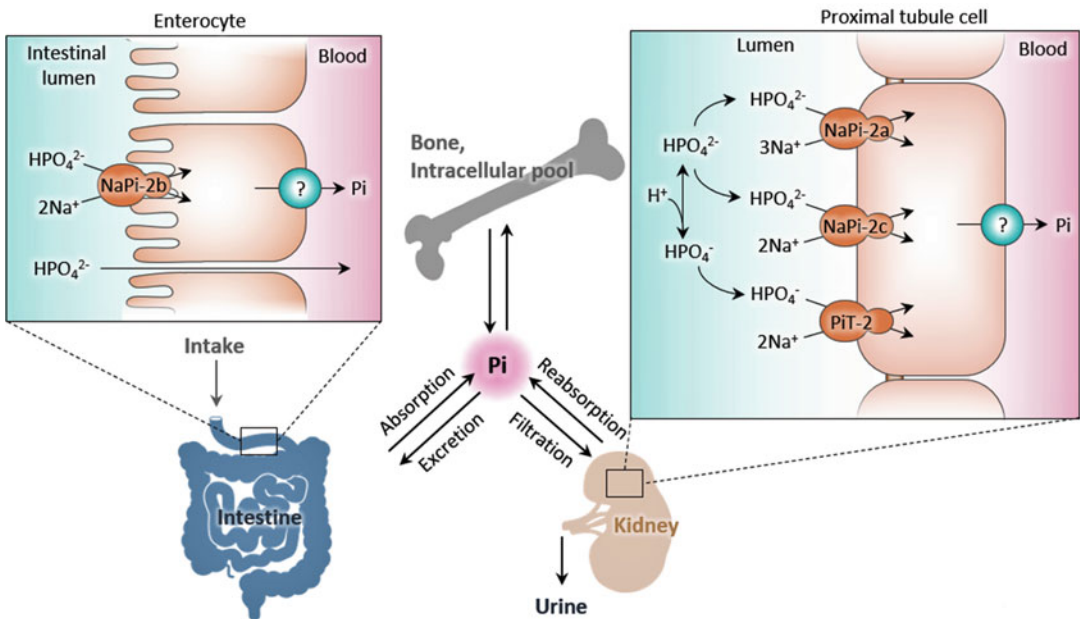 Enterocyte
Intestinal
lumen
Blood
HPO₄²⁻
NaPi-2b
2Na⁺
?
Pi
HPO₄²⁻
Intake
Intestine
Bone,
Intracellular pool
Pi
Absorption
Excretion
Reabsorption
Filtration
Kidney
Urine
Proximal tubule cell
Lumen
Blood
HPO₄²⁻
NaPi-2a
3Na⁺
HPO₄²⁻
H⁺
HPO₄⁻
HPO₄²⁻
NaPi-2c
2Na⁺
?
Pi
HPO₄⁻
PiT-2
2Na⁺